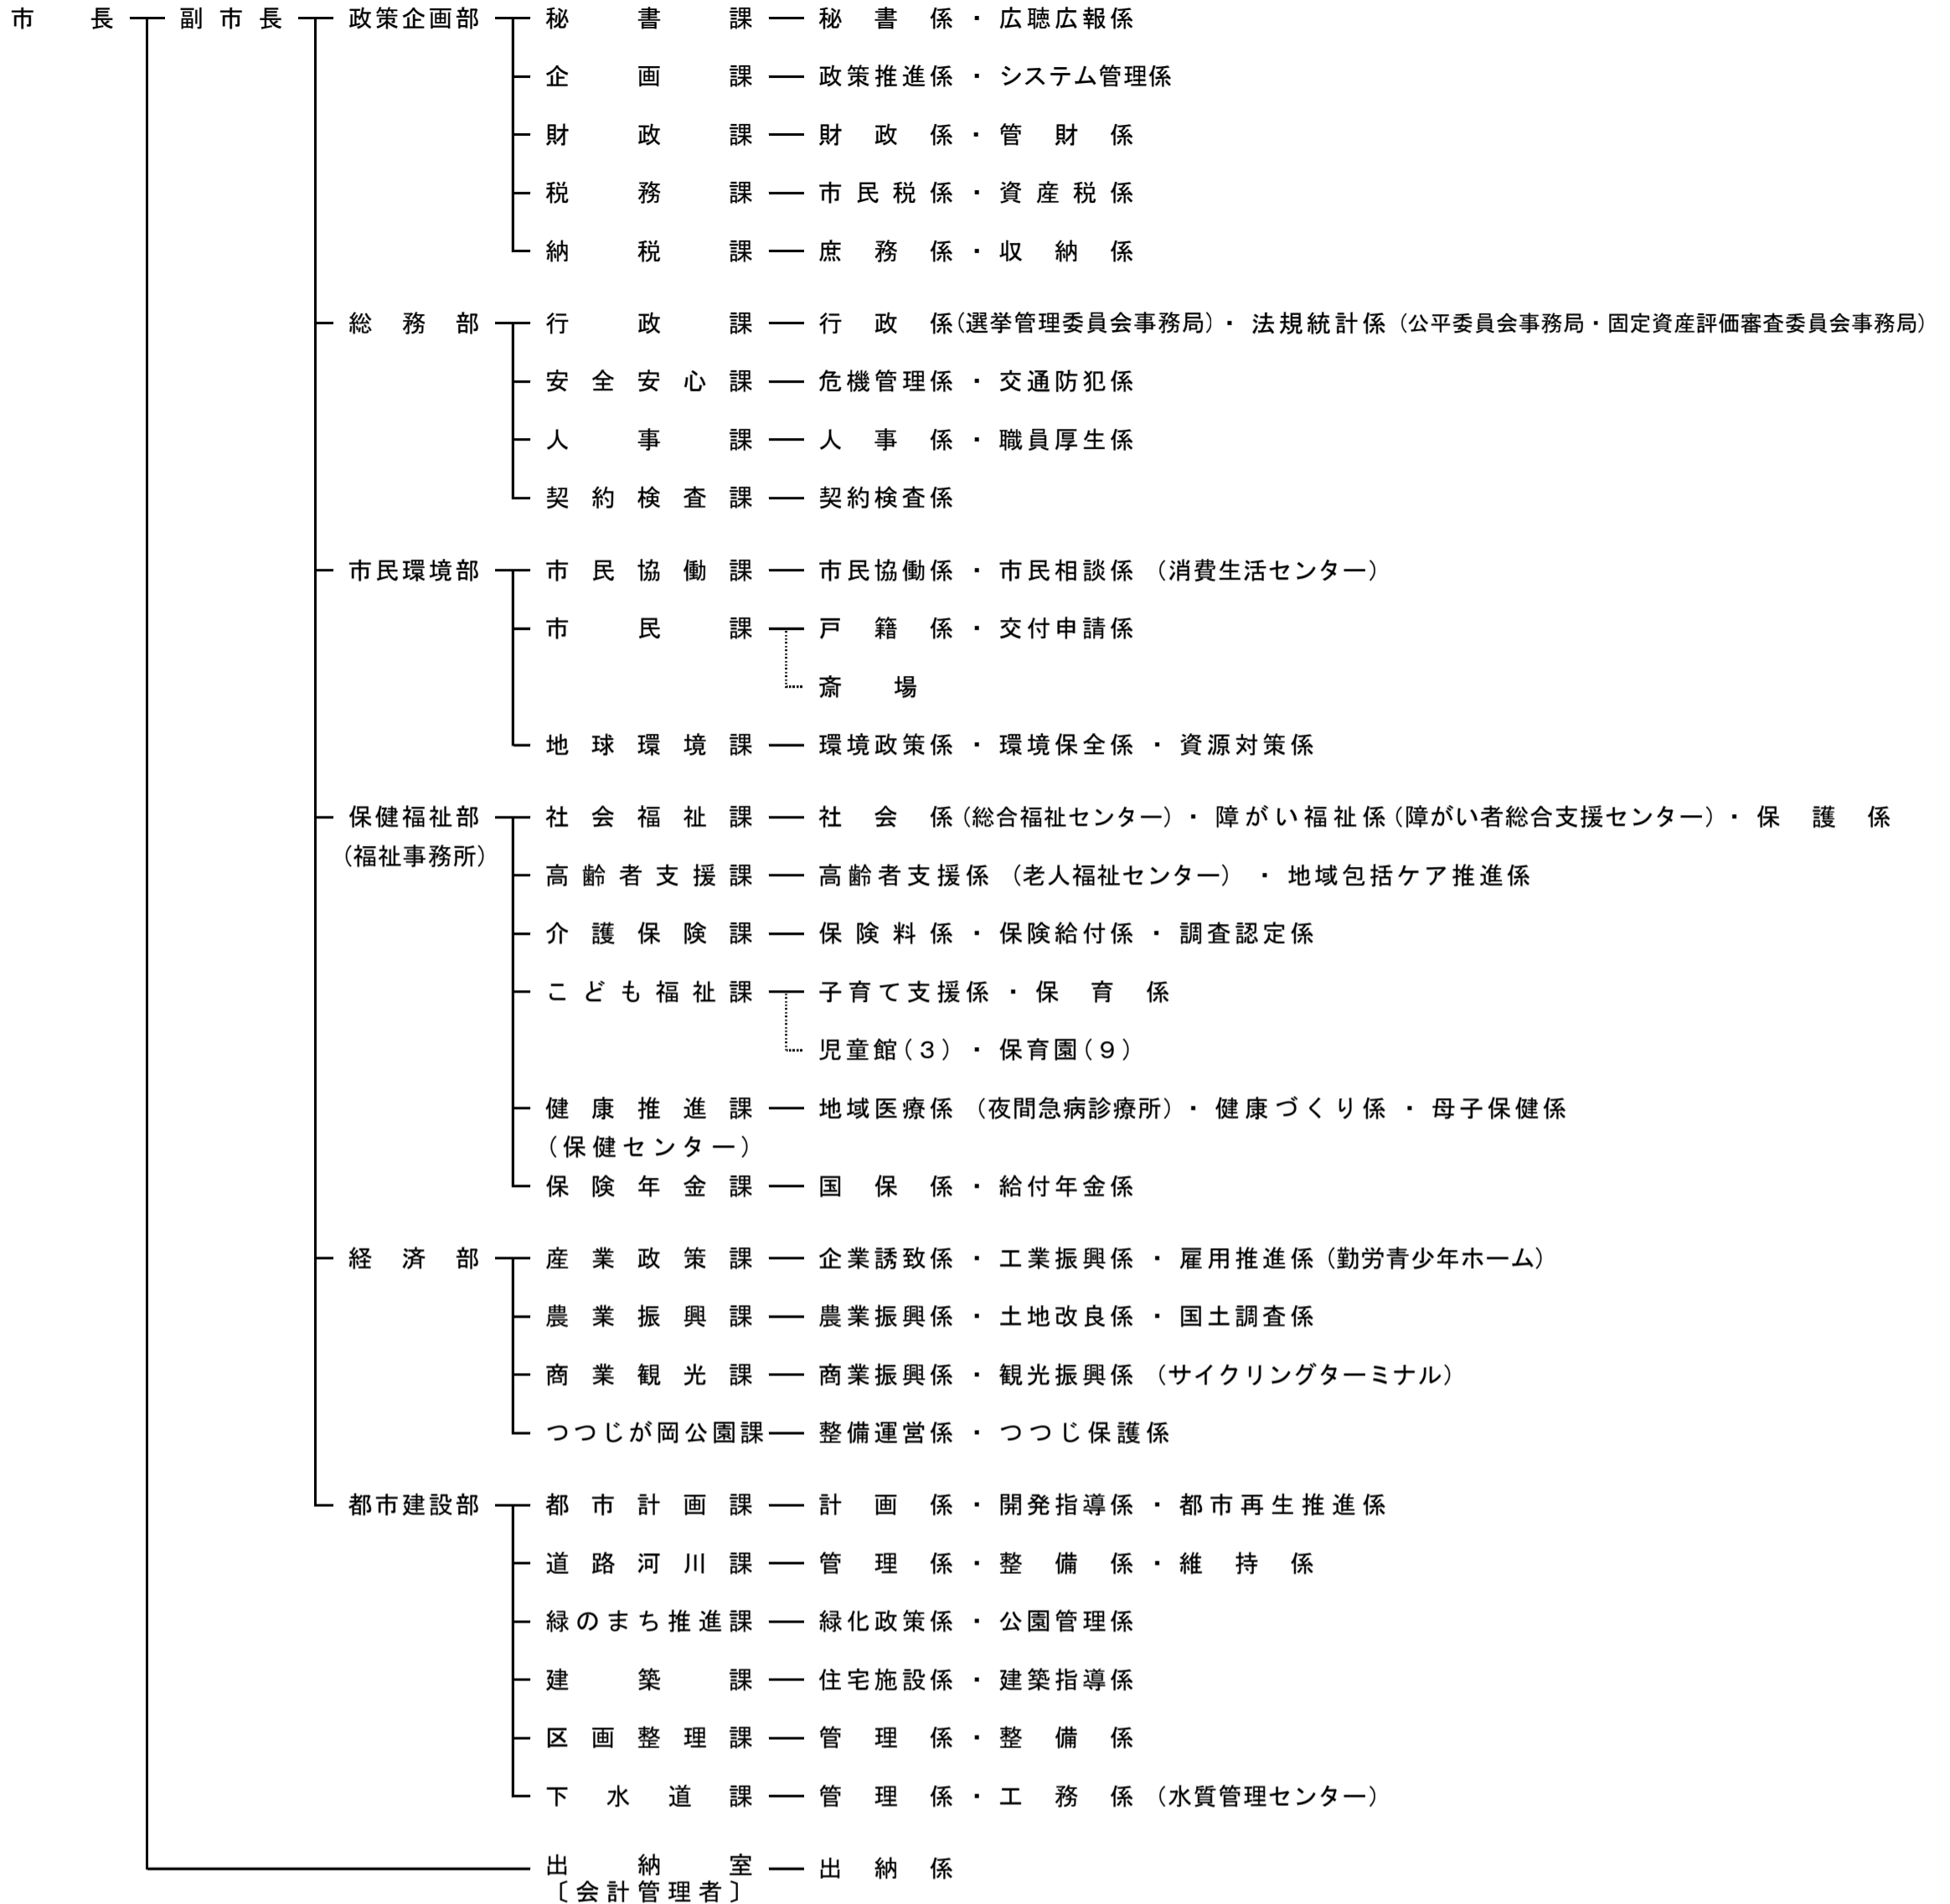 市長 副市長 政策企画部 秘書課 秘書係・広聴広報係
企画課 政策推進係・システム管理係
財政課 財政係・管財係
税務課 市民税係・資産税係
納税課 庶務係・収納係
総務部 行政課 行政係(選挙管理委員会事務局)・法規統計係(公平委員会事務局・固定資産評価審査委員会事務局)
安全安心課 危機管理係・交通防犯係
人事課 人事係・職員厚生係
契約検査課 契約検査係
市民環境部 市民協働課 市民協働係・市民相談係(消費生活センター)
市民課 戸籍係・交付申請係
斎場
地球環境課 環境政策係・環境保全係・資源対策係
保健福祉部 社会福祉課 社会係(総合福祉センター)・障がい福祉係(障がい者総合支援センター)・保護係
(福祉事務所)
高齢者支援課 高齢者支援係(老人福祉センター)・地域包括ケア推進係
介護保険課 保険料係・保険給付係・調査認定係
こども福祉課 子育て支援係・保育係
児童館(3)・保育園(9)
健康推進課 地域医療係(夜間急病診療所)・健康づくり係・母子保健係
(保健センター)
保険年金課 国保係・給付年金係
経済部 産業政策課 企業誘致係・工業振興係・雇用推進係(勤労青少年ホーム)
農業振興課 農業振興係・土地改良係・国土調査係
商業観光課 商業振興係・観光振興係(サイクリングターミナル)
つつじが岡公園課 整備運営係・つつじ保護係
都市建設部 都市計画課 計画係・開発指導係・都市再生推進係
道路河川課 管理係・整備係・維持係
緑のまち推進課 緑化政策係・公園管理係
建築課 住宅施設係・建築指導係
区画整理課 管理係・整備係
下水道課 管理係・工務係(水質管理センター)
出納室 出納係
〔会計管理者〕